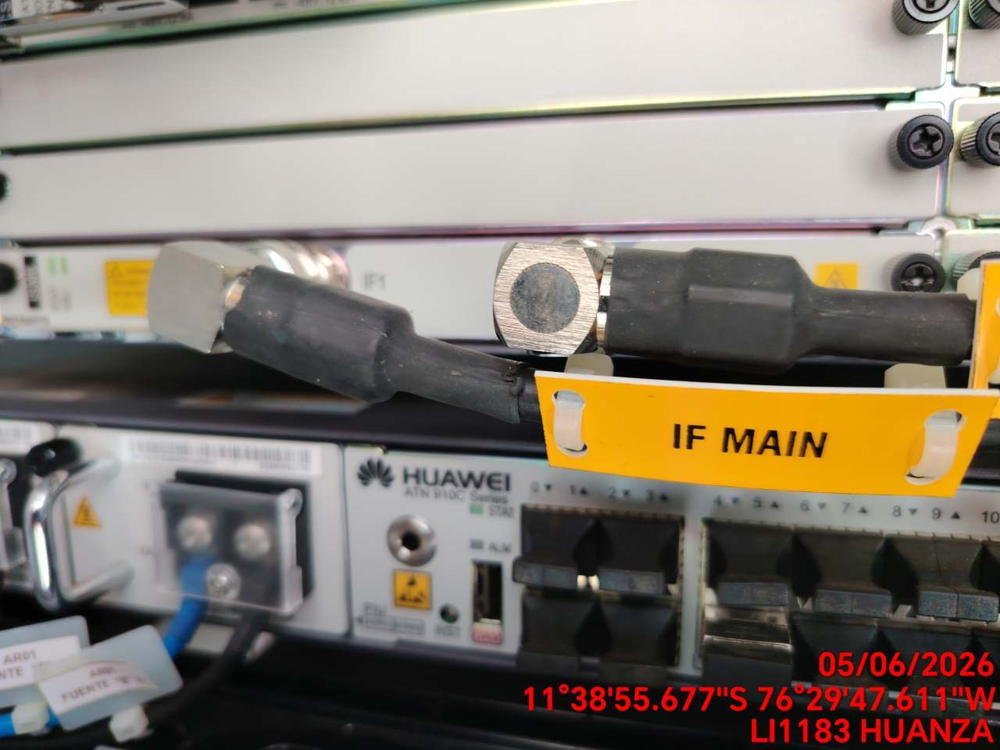 IF1
IF MAIN
HUAWEI
ATN 910C Series
0▼ 1▲ 2▼ 3▲ 4▼ 5▲ 6▼ 7▲ 8▼ 9▲ 10
STAT
ALM
AR01
AR01
FUENTE
05/06/2026
11°38'55.677"S 76°29'47.611"W
LI1183 HUANZA